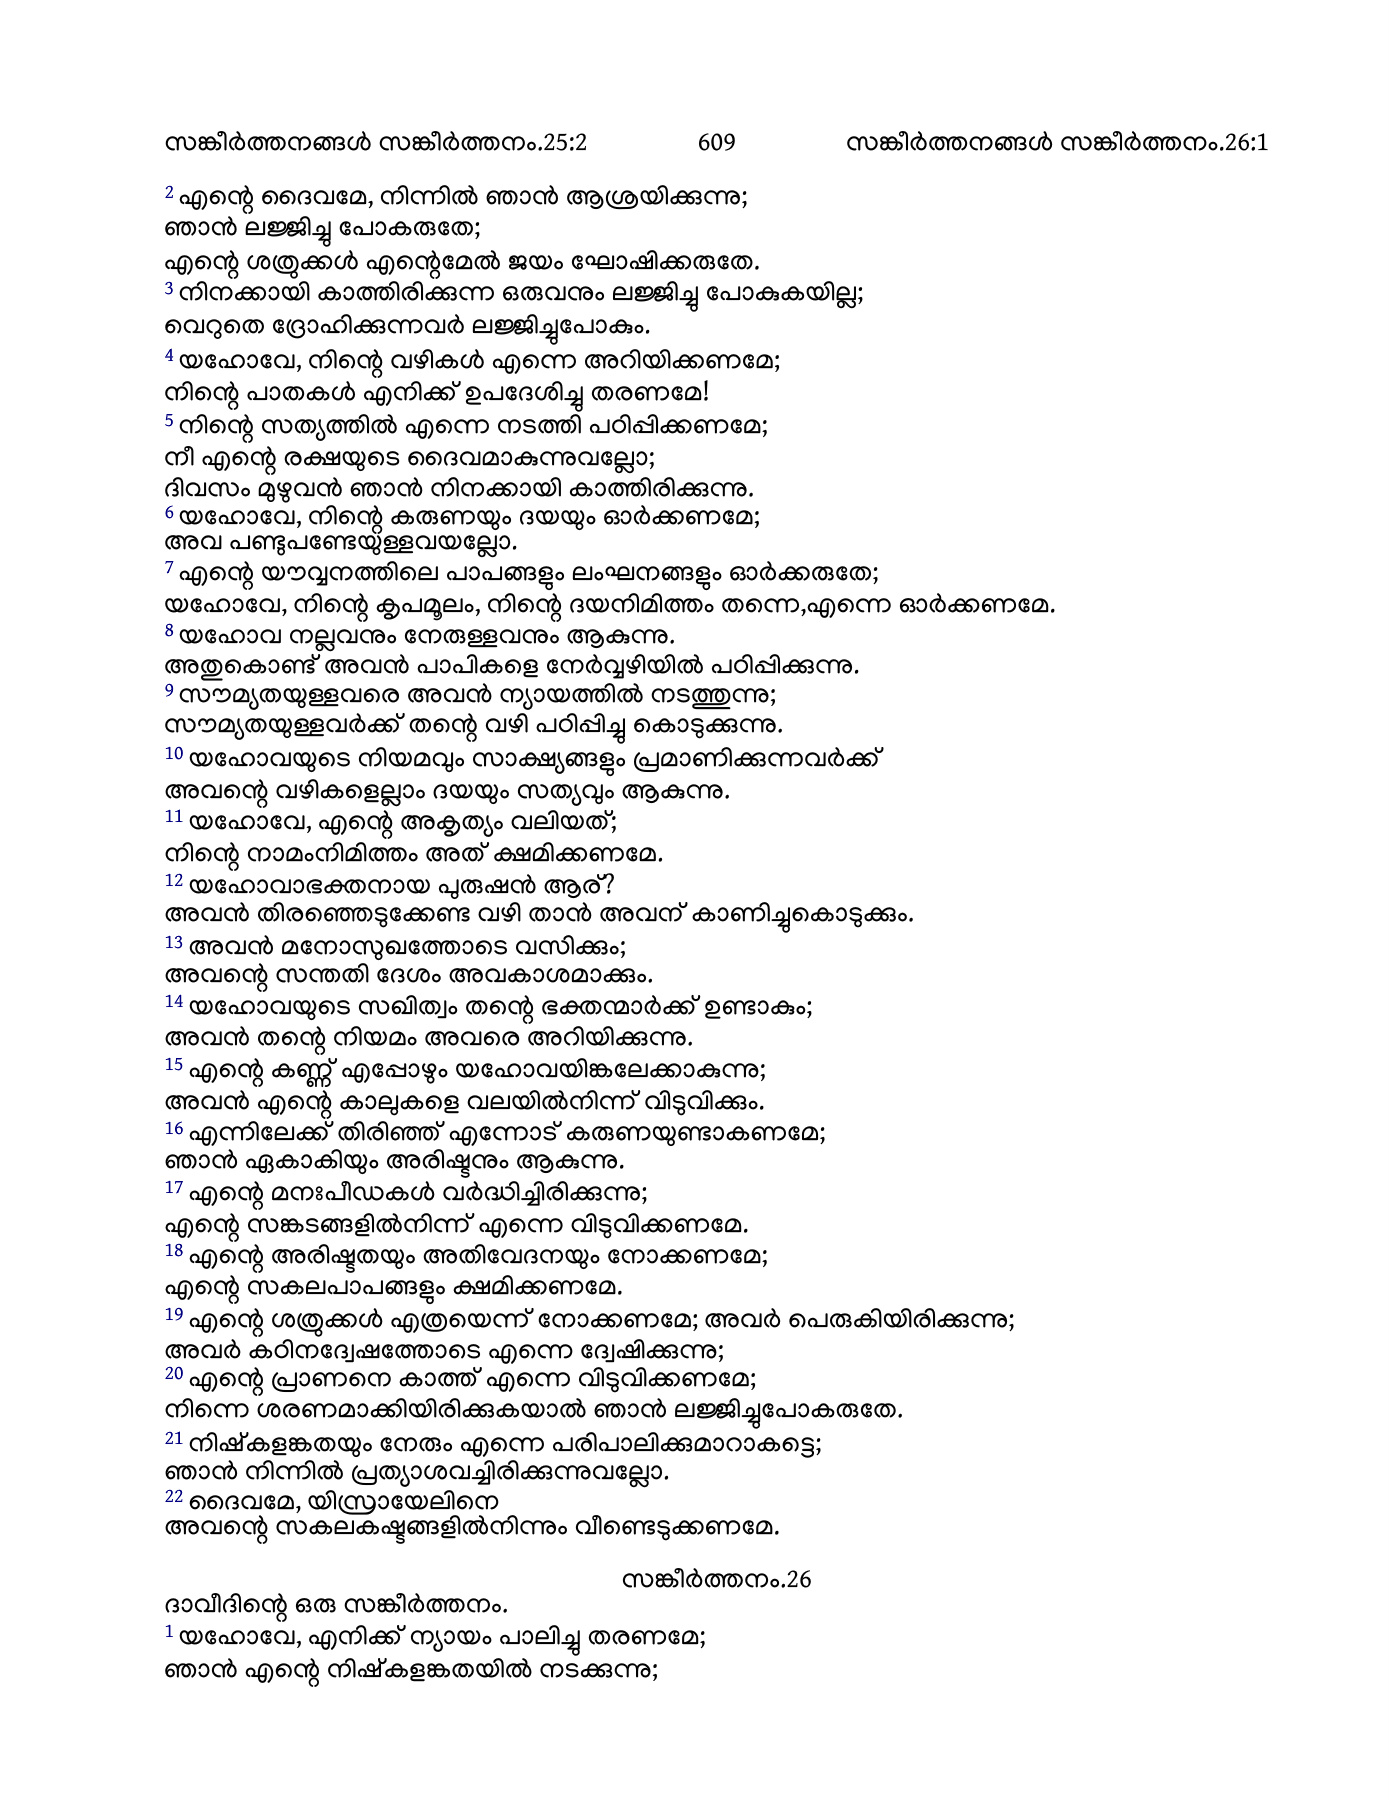 സങ്കീർത്തനങ്ങൾ സങ്കീർത്തനം.25:2 609 സങ്കീർത്തനങ്ങൾ സങ്കീർത്തനം.26:1
2 എന്റെ ദൈവമേ, നിന്നിൽ ഞാൻ ആശ്രയിക്കുന്നു;
ഞാൻ ലജ്ജിച്ചു പോകരുതേ;
എന്റെ ശത്രുക്കൾ എന്റെമേൽ ജയം ഘോഷിക്കരുതേ.
3 നിനക്കായി കാത്തിരിക്കുന്ന ഒരുവനും ലജ്ജിച്ചു പോകുകയില്ല;
വെറുതെ ദ്രോഹിക്കുന്നവർ ലജ്ജിച്ചുപോകും.
4 യഹോവേ, നിന്റെ വഴികൾ എന്നെ അറിയിക്കണമേ;
നിന്റെ പാതകൾ എനിക്ക് ഉപദേശിച്ചു തരണമേ!
5 നിന്റെ സത്യത്തിൽ എന്നെ നടത്തി പഠിപ്പിക്കണമേ;
നീ എന്റെ രക്ഷയുടെ ദൈവമാകുന്നുവല്ലോ;
ദിവസം മുഴുവൻ ഞാൻ നിനക്കായി കാത്തിരിക്കുന്നു.
6 യഹോവേ, നിന്റെ കരുണയും ദയയും ഓർക്കണമേ;
അവ പണ്ടുപണ്ടേയുള്ളവയല്ലോ.
7 എന്റെ യൗവ്വനത്തിലെ പാപങ്ങളും ലംഘനങ്ങളും ഓർക്കരുതേ;
യഹോവേ, നിന്റെ കൃപമൂലം, നിന്റെ ദയനിമിത്തം തന്നെ,എന്നെ ഓർക്കണമേ.
8 യഹോവ നല്ലവനും നേരുള്ളവനും ആകുന്നു.
അതുകൊണ്ട് അവൻ പാപികളെ നേർവ്വഴിയിൽ പഠിപ്പിക്കുന്നു.
9 സൗമ്യതയുള്ളവരെ അവൻ ന്യായത്തിൽ നടത്തുന്നു;
സൗമ്യതയുള്ളവർക്ക് തന്റെ വഴി പഠിപ്പിച്ചു കൊടുക്കുന്നു.
10 യഹോവയുടെ നിയമവും സാക്ഷ്യങ്ങളും പ്രമാണിക്കുന്നവർക്ക്
അവന്റെ വഴികളെല്ലാം ദയയും സത്യവും ആകുന്നു.
11 യഹോവേ, എന്റെ അകൃത്യം വലിയത്;
നിന്റെ നാമംനിമിത്തം അത് ക്ഷമിക്കണമേ.
12 യഹോവാഭക്തനായ പുരുഷൻ ആര്?
അവൻ തിരഞ്ഞെടുക്കേണ്ട വഴി താൻ അവന് കാണിച്ചുകൊടുക്കും.
13 അവൻ മനോസുഖത്തോടെ വസിക്കും;
അവന്റെ സന്തതി ദേശം അവകാശമാക്കും.
14 യഹോവയുടെ സഖിത്വം തന്റെ ഭക്തന്മാർക്ക് ഉണ്ടാകും;
അവൻ തന്റെ നിയമം അവരെ അറിയിക്കുന്നു.
15 എന്റെ കണ്ണ് എപ്പോഴും യഹോവയിങ്കലേക്കാകുന്നു;
അവൻ എന്റെ കാലുകളെ വലയിൽനിന്ന് വിടുവിക്കും.
16 എന്നിലേക്ക് തിരിഞ്ഞ് എന്നോട് കരുണയുണ്ടാകണമേ;
ഞാൻ ഏകാകിയും അരിഷ്ടനും ആകുന്നു.
17 എന്റെ മനഃപീഡകൾ വർദ്ധിച്ചിരിക്കുന്നു;
എന്റെ സങ്കടങ്ങളിൽനിന്ന് എന്നെ വിടുവിക്കണമേ.
18 എന്റെ അരിഷ്ടതയും അതിവേദനയും നോക്കണമേ;
എന്റെ സകലപാപങ്ങളും ക്ഷമിക്കണമേ.
19 എന്റെ ശത്രുക്കൾ എത്രയെന്ന് നോക്കണമേ; അവർ പെരുകിയിരിക്കുന്നു;
അവർ കഠിനദ്വേഷത്തോടെ എന്നെ ദ്വേഷിക്കുന്നു;
20 എന്റെ പ്രാണനെ കാത്ത് എന്നെ വിടുവിക്കണമേ;
നിന്നെ ശരണമാക്കിയിരിക്കുകയാൽ ഞാൻ ലജ്ജിച്ചുപോകരുതേ.
21 നിഷ്കളങ്കതയും നേരും എന്നെ പരിപാലിക്കുമാറാകട്ടെ;
ഞാൻ നിന്നിൽ പ്രത്യാശവച്ചിരിക്കുന്നുവല്ലോ.
22 ദൈവമേ, യിസ്രായേലിനെ
അവന്റെ സകലകഷ്ടങ്ങളിൽനിന്നും വീണ്ടെടുക്കണമേ.
സങ്കീർത്തനം.26
ദാവീദിന്റെ ഒരു സങ്കീർത്തനം.
1 യഹോവേ, എനിക്ക് ന്യായം പാലിച്ചു തരണമേ;
ഞാൻ എന്റെ നിഷ്കളങ്കതയിൽ നടക്കുന്നു;